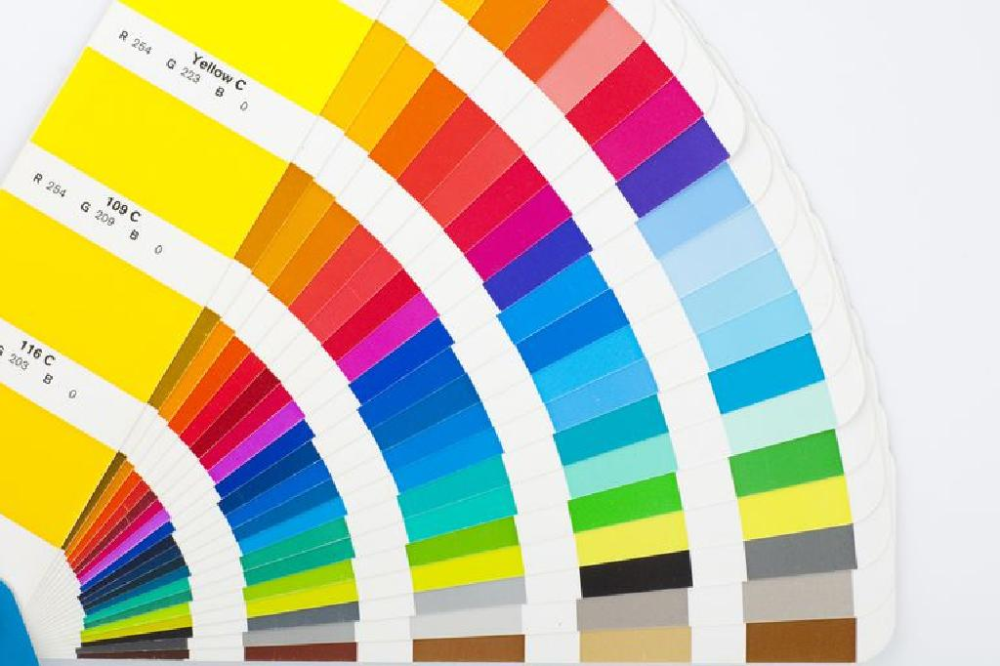 Yellow C
R 254 G 223 B 0
109 C
R 254 G 209 B 0
116 C
G 203 B 0